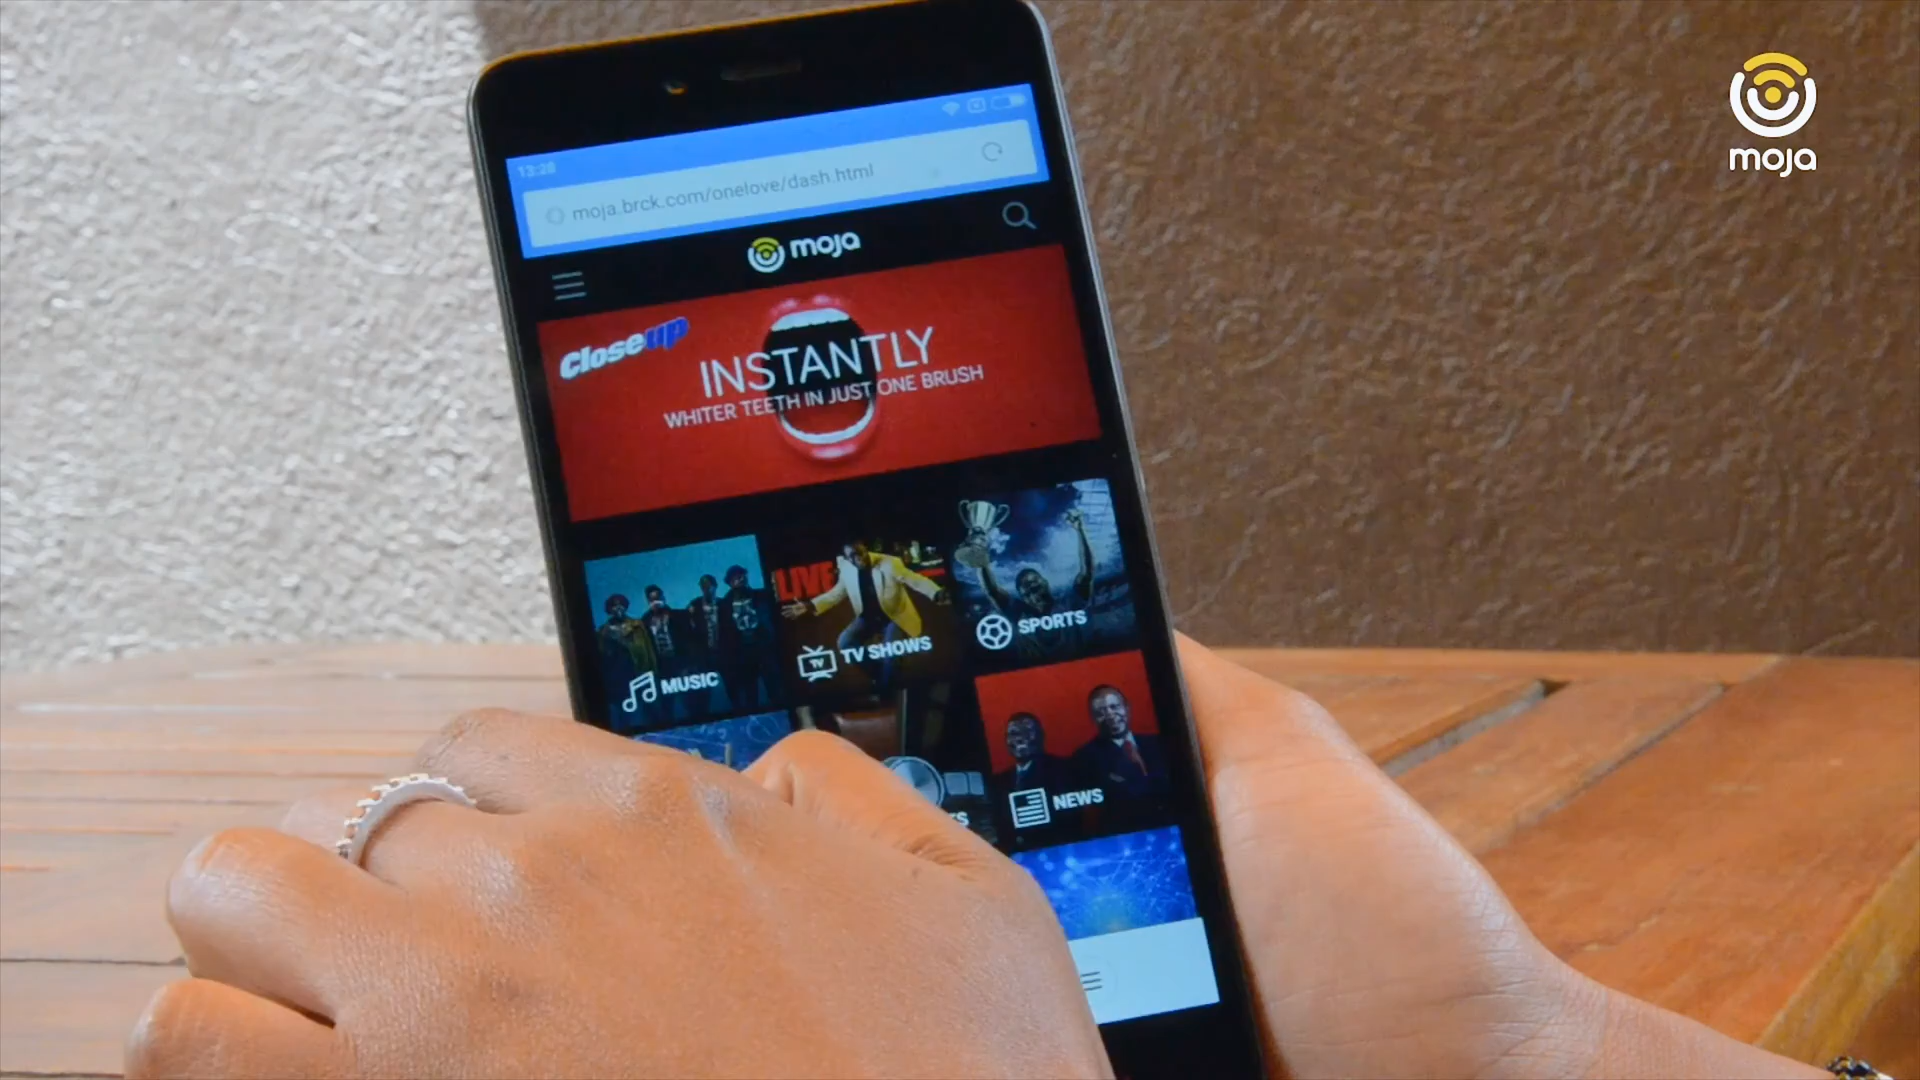 moja
13:28
moja.brck.com/onelove/dash.html
moja
Closeup
INSTANTLY
WHITER TEETH IN JUST ONE BRUSH
LIVE
MUSIC
TV
TV SHOWS
SPORTS
NEWS